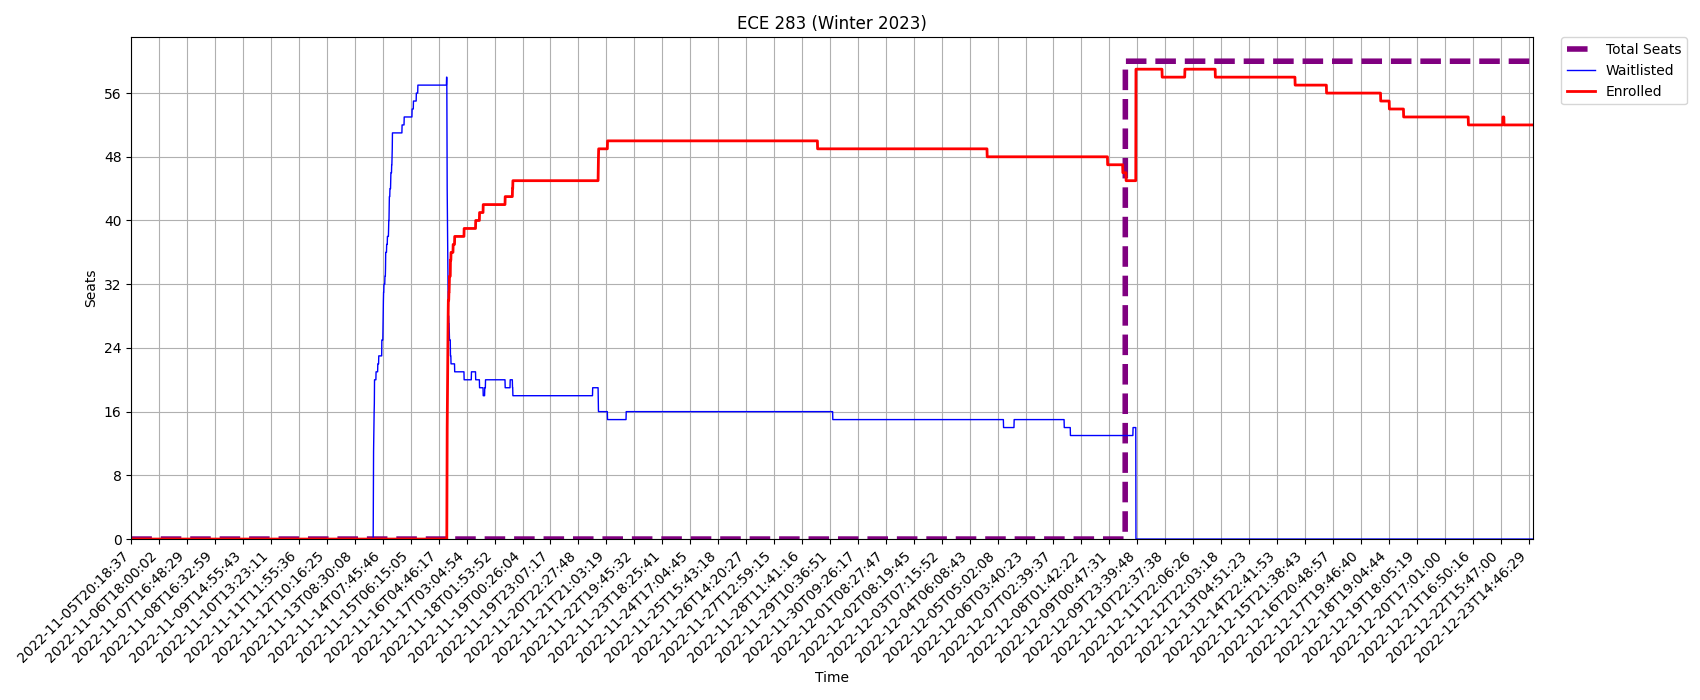 ECE 283 (Winter 2023)
Total Seats
Waitlisted
Enrolled
Seats
56
48
40
32
24
16
8
0
2022-11-05T20:18:37
2022-11-06T18:00:02
2022-11-07T16:48:29
2022-11-08T16:32:59
2022-11-09T14:55:43
2022-11-10T13:23:11
2022-11-11T11:55:36
2022-11-12T10:16:25
2022-11-13T08:30:08
2022-11-14T07:45:46
2022-11-15T06:15:05
2022-11-16T04:46:17
2022-11-17T03:04:54
2022-11-18T01:53:52
2022-11-19T00:26:04
2022-11-19T23:07:17
2022-11-20T22:27:48
2022-11-21T21:03:19
2022-11-22T19:45:32
2022-11-23T18:25:41
2022-11-24T17:04:45
2022-11-25T15:43:18
2022-11-26T14:20:27
2022-11-27T12:59:15
2022-11-28T11:41:16
2022-11-29T10:36:51
2022-11-30T09:26:17
2022-12-01T08:27:47
2022-12-02T08:19:45
2022-12-03T07:15:52
2022-12-04T06:08:43
2022-12-05T05:02:08
2022-12-06T03:40:23
2022-12-07T02:39:37
2022-12-08T01:42:22
2022-12-09T00:47:31
2022-12-09T23:39:48
2022-12-10T22:37:38
2022-12-11T22:06:26
2022-12-12T22:03:18
2022-12-13T04:51:23
2022-12-14T22:41:53
2022-12-15T21:38:43
2022-12-16T20:48:57
2022-12-17T19:46:40
2022-12-18T19:04:44
2022-12-19T18:05:19
2022-12-20T17:01:00
2022-12-21T16:50:16
2022-12-22T15:47:00
2022-12-23T14:46:29
Time